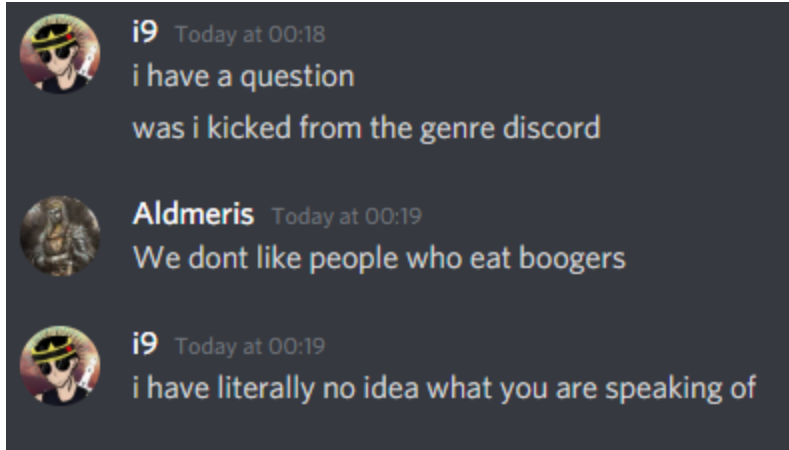 i9 Today at 00:18
i have a question
was i kicked from the genre discord
Aldmeris Today at 00:19
We dont like people who eat boogers
i9 Today at 00:19
i have literally no idea what you are speaking of